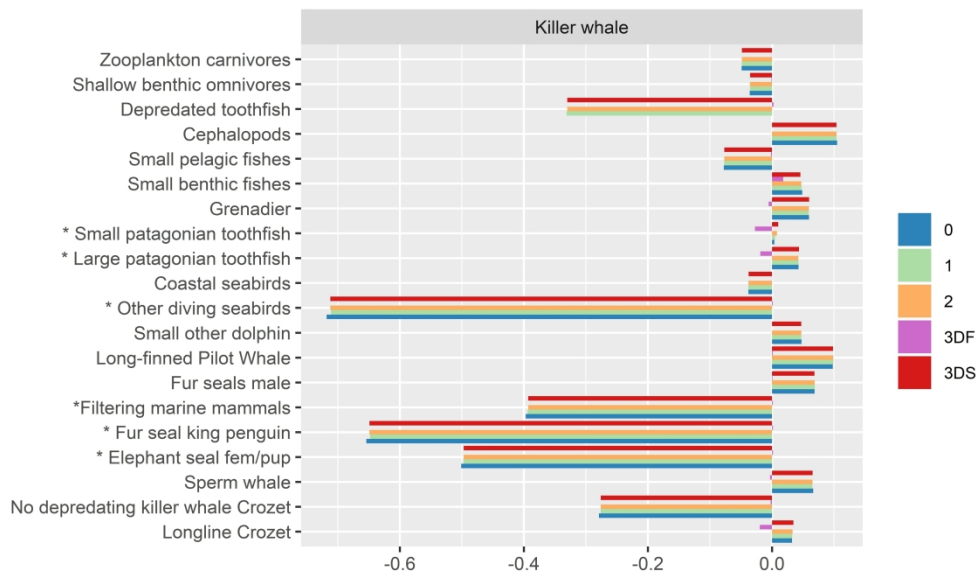 Killer whale
Zooplankton carnivores
Shallow benthic omnivores
Depredated toothfish
Cephalopods
Small pelagic fishes
Small benthic fishes
Grenadier
* Small patagonian toothfish
* Large patagonian toothfish
Coastal seabirds
* Other diving seabirds
Small other dolphin
Long-finned Pilot Whale
Fur seals male
*Filtering marine mammals
* Fur seal king penguin
* Elephant seal fem/pup
Sperm whale
No depredating killer whale Crozet
Longline Crozet
-0.6 -0.4 -0.2 0.0
0
1
2
3DF
3DS